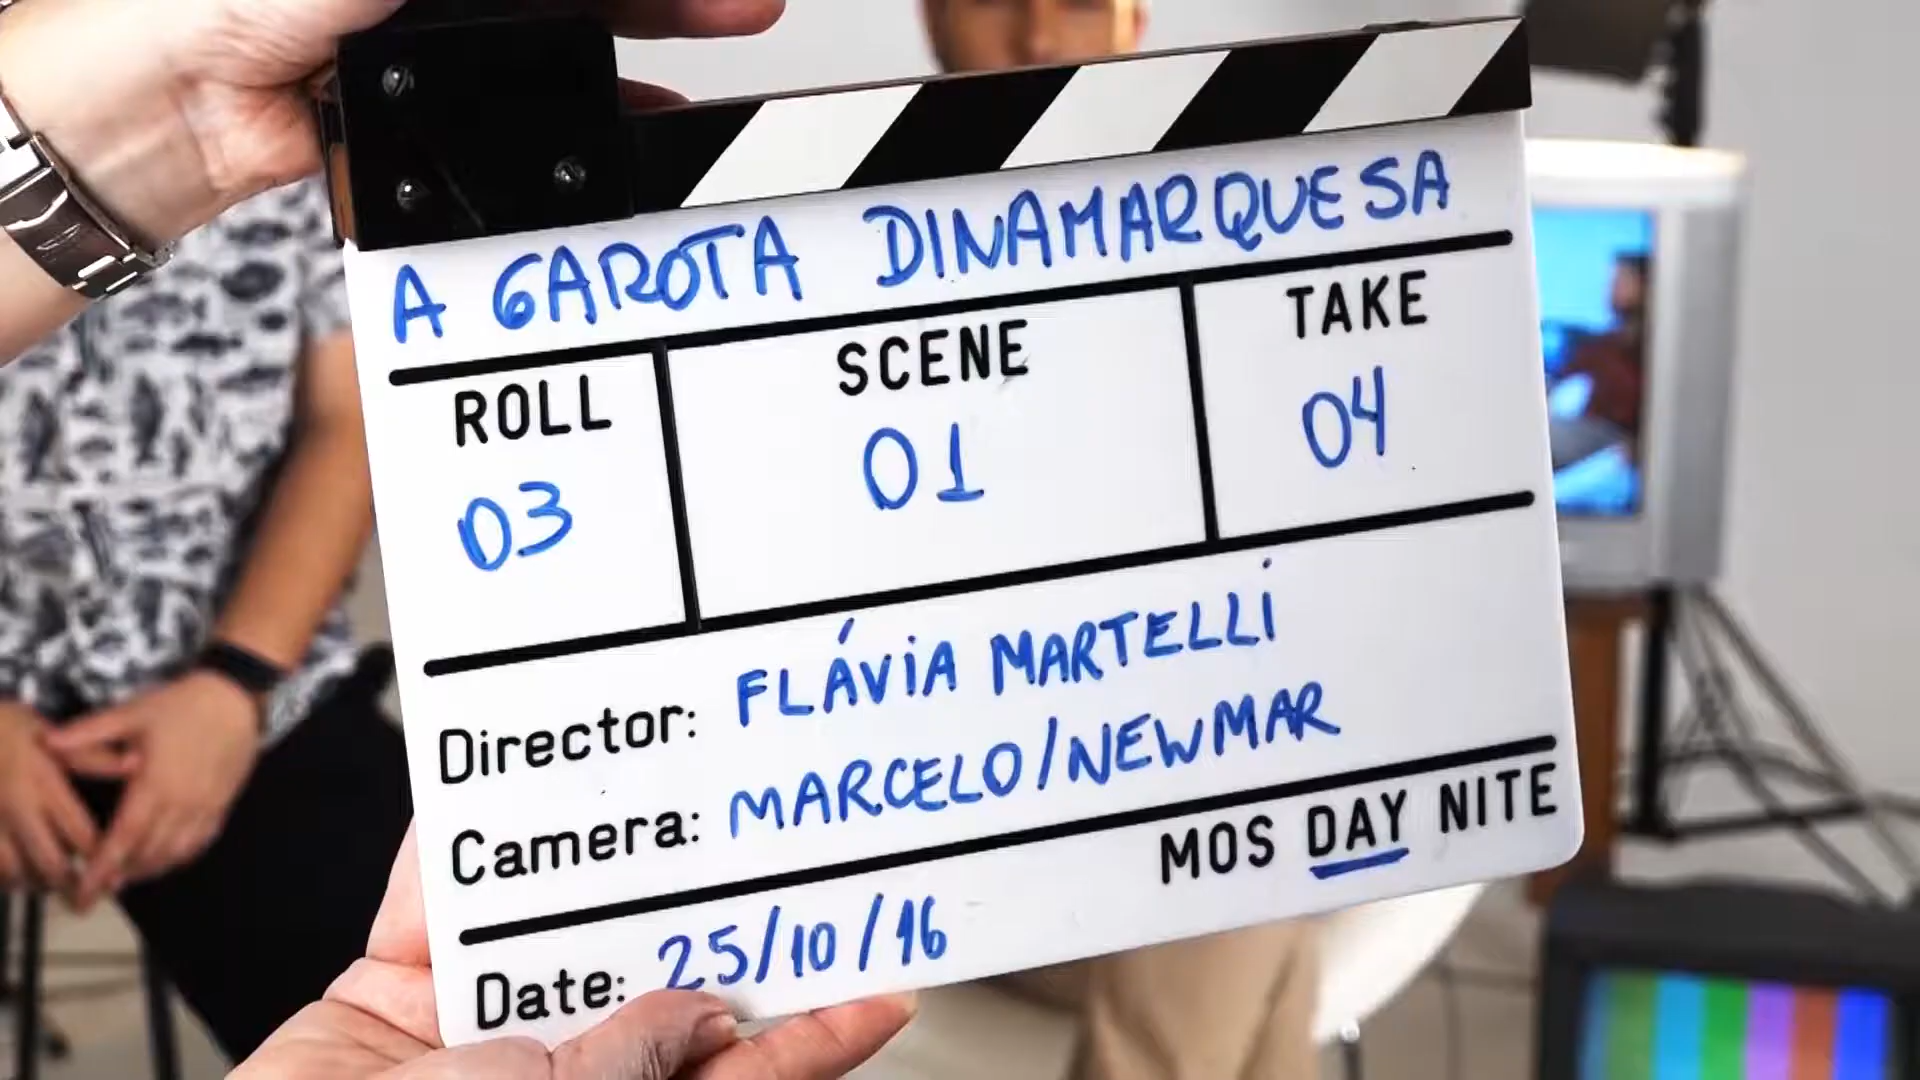 A GAROTA DINAMARQUESA
ROLL SCENE TAKE
03 01 04
Director: FLÁViA MARTELLi
Camera: MARCELO/NEWMAR
MOS DAY NITE
Date: 25/10/16